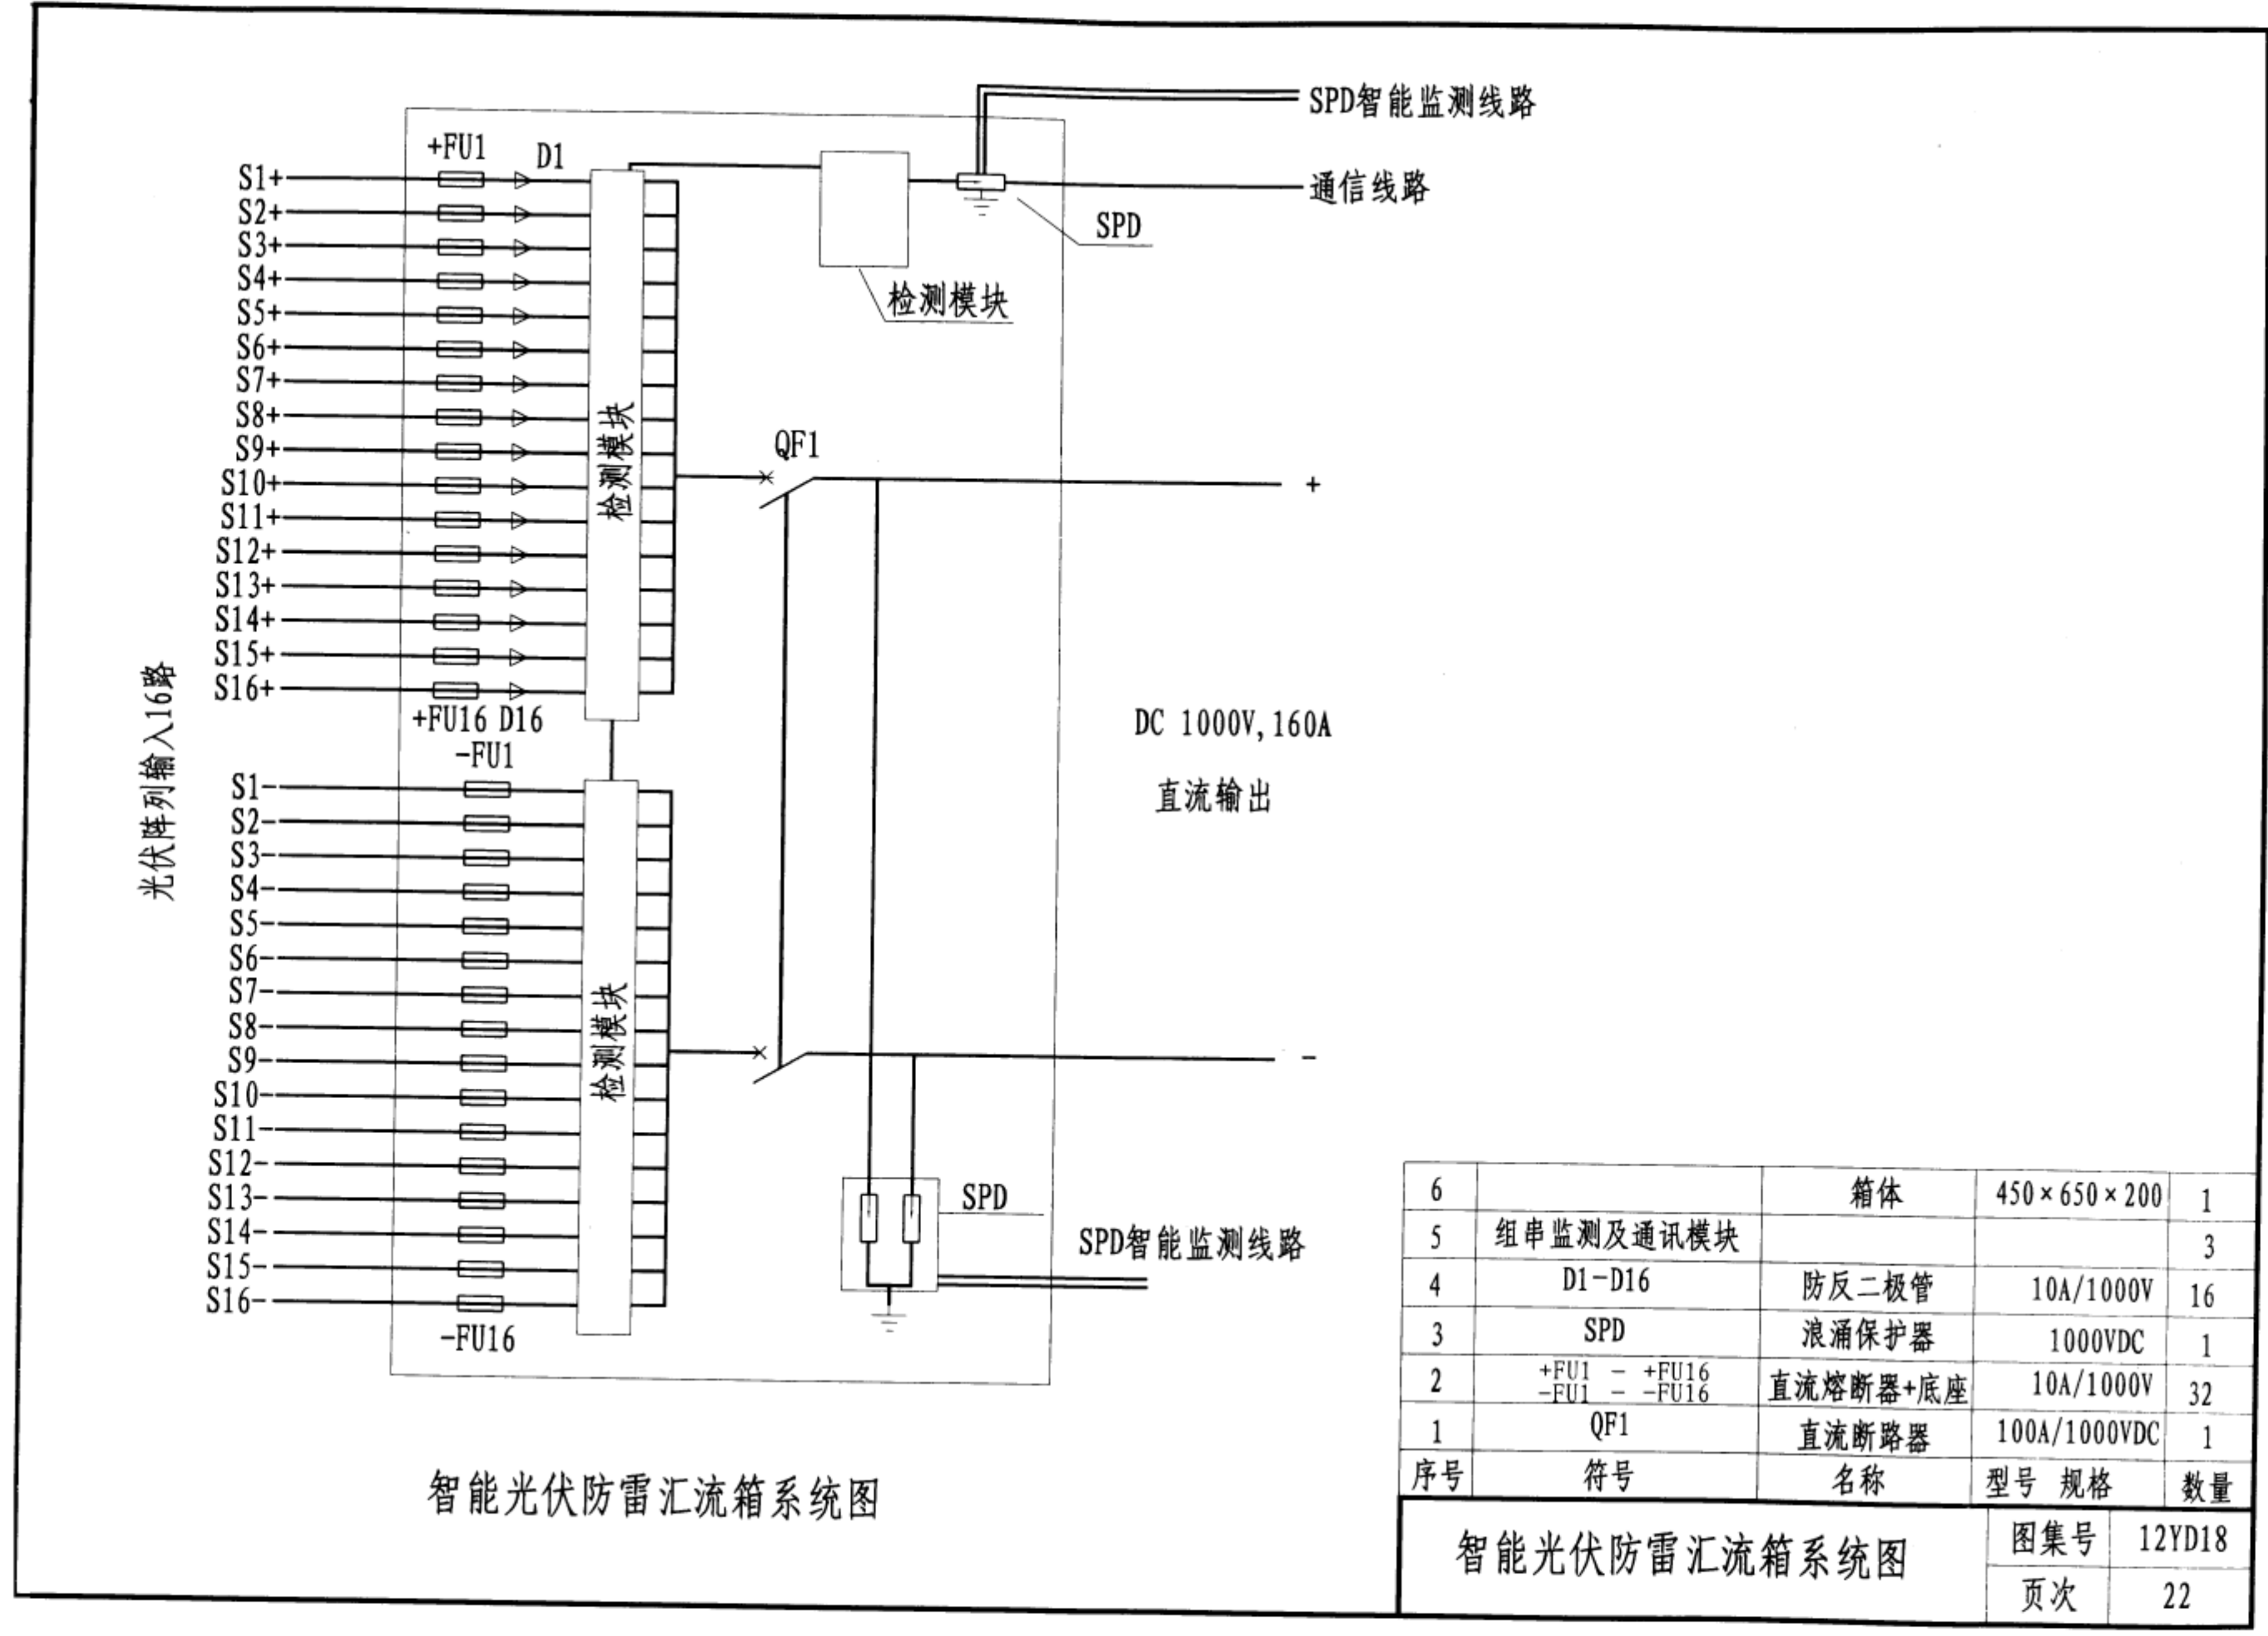 SPD智能监测线路
+FU1
D1
通信线路
SPD
检测模块
S1+
S2+
S3+
S4+
S5+
S6+
S7+
S8+
S9+
S10+
S11+
S12+
S13+
S14+
S15+
S16+
检测模块
QF1
+
+FU16 D16
-FU1
光伏阵列输入16路
DC 1000V,160A
直流输出
S1-
S2-
S3-
S4-
S5-
S6-
S7-
S8-
S9-
S10-
S11-
S12-
S13-
S14-
S15-
S16-
检测模块
-
-FU16
SPD
SPD智能监测线路
智能光伏防雷汇流箱系统图
6 箱体 450×650×200 1
5 组串监测及通讯模块 3
4 D1-D16 防反二极管 10A/1000V 16
3 SPD 浪涌保护器 1000VDC 1
2 +FU1 - +FU16 直流熔断器+底座 10A/1000V 32
-FU1 - -FU16
1 QF1 直流断路器 100A/1000VDC 1
序号 符号 名称 型号 规格 数量
智能光伏防雷汇流箱系统图
图集号 12YD18
页次 22